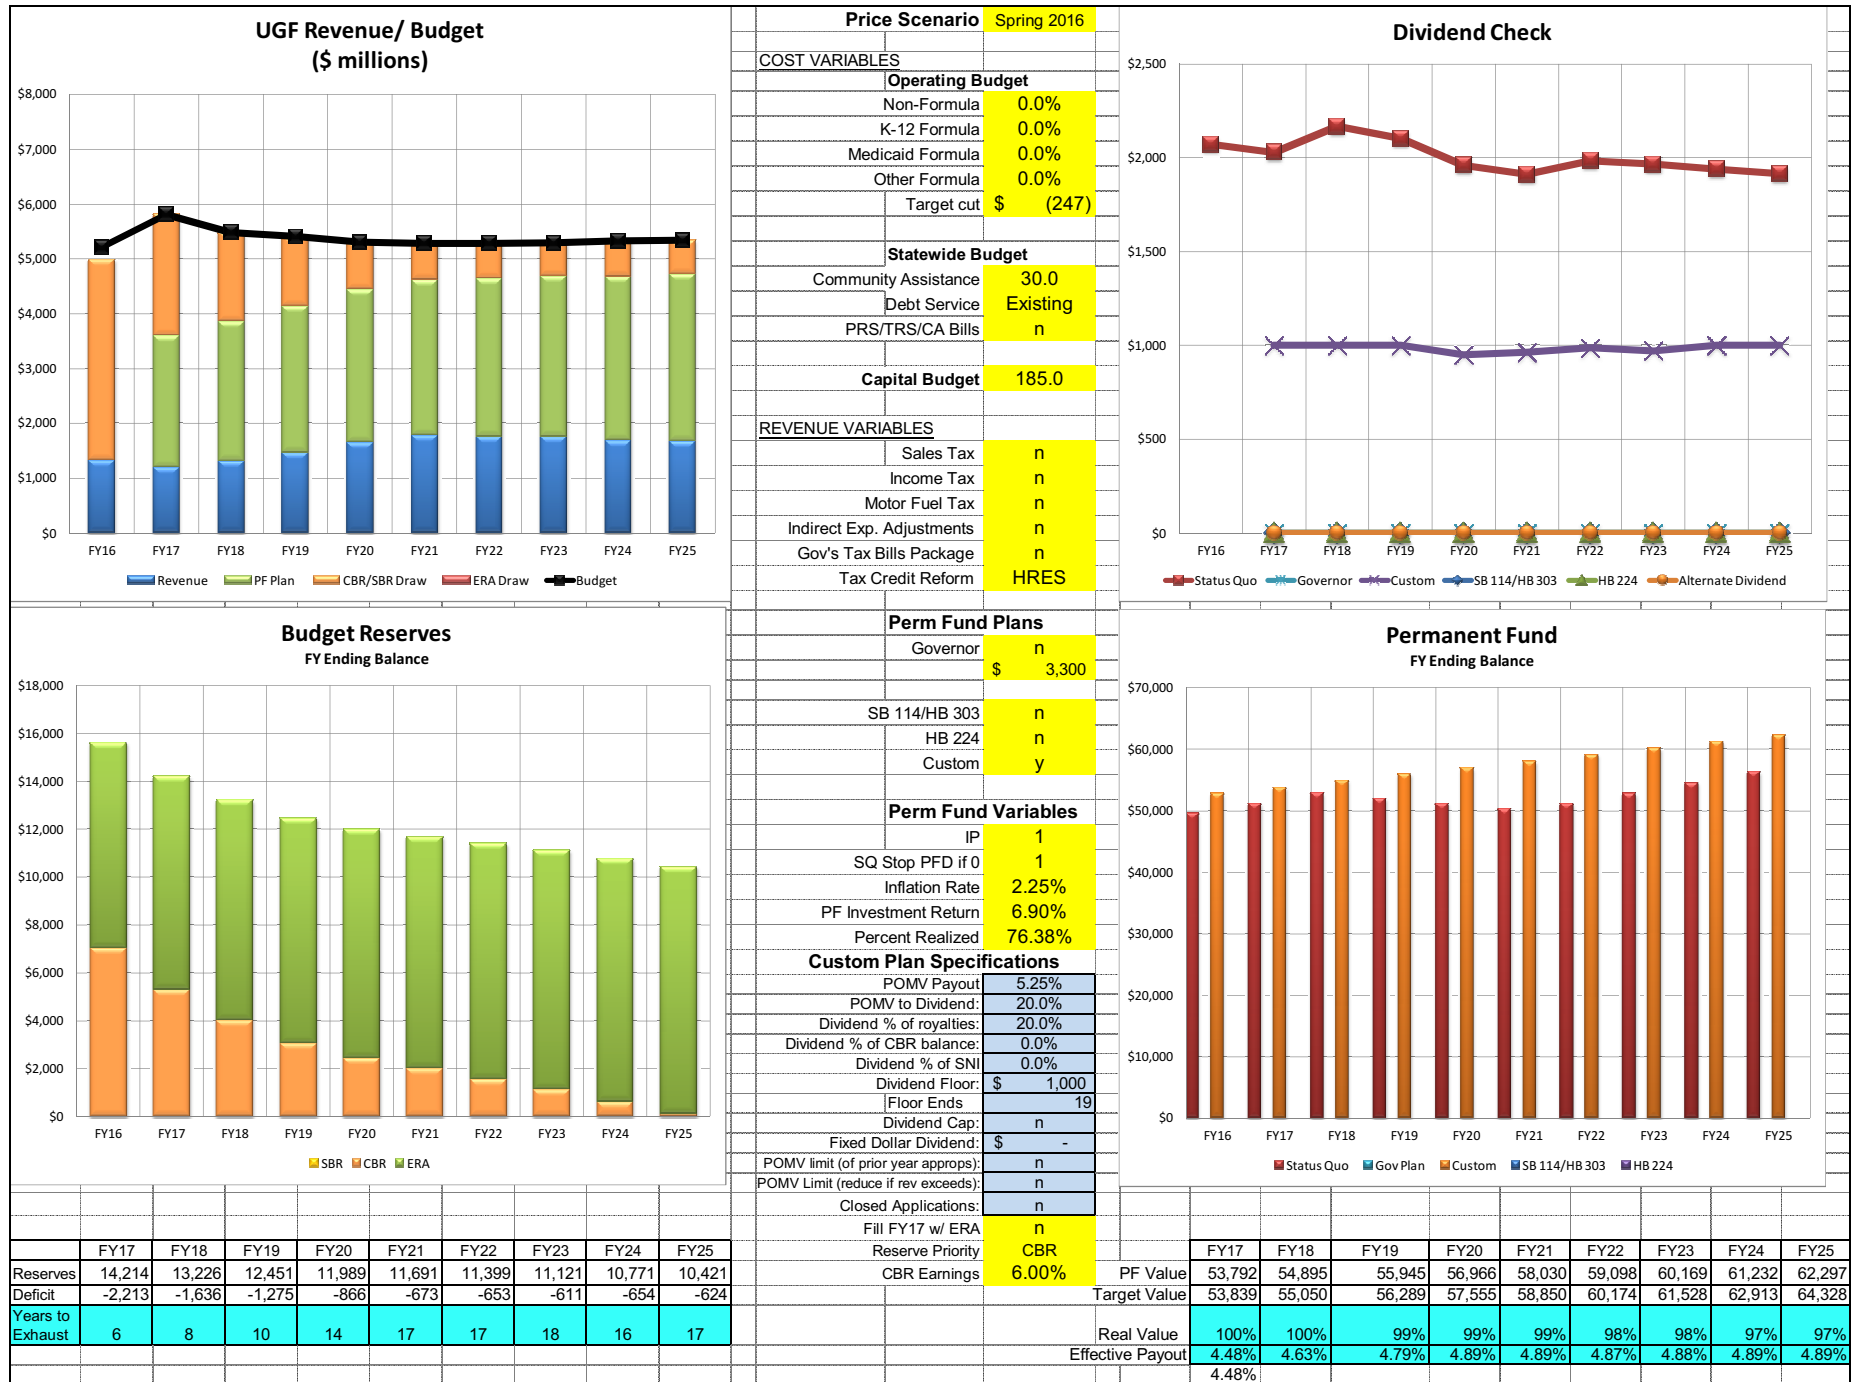 UGF Revenue/ Budget
($ millions)
$8,000
$7,000
$6,000
$5,000
$4,000
$3,000
$2,000
$1,000
$0
FY16 FY17 FY18 FY19 FY20 FY21 FY22 FY23 FY24 FY25
Revenue PF Plan CBR/SBR Draw ERA Draw Budget
Budget Reserves
FY Ending Balance
$18,000
$16,000
$14,000
$12,000
$10,000
$8,000
$6,000
$4,000
$2,000
$0
FY16 FY17 FY18 FY19 FY20 FY21 FY22 FY23 FY24 FY25
SBR CBR ERA
FY17 FY18 FY19 FY20 FY21 FY22 FY23 FY24 FY25
Reserves 14,214 13,226 12,451 11,989 11,691 11,399 11,121 10,771 10,421
Deficit -2,213 -1,636 -1,275 -866 -673 -653 -611 -654 -624
Years to
Exhaust 6 8 10 14 17 17 18 16 17
Price Scenario Spring 2016
COST VARIABLES
Operating Budget
Non-Formula 0.0%
K-12 Formula 0.0%
Medicaid Formula 0.0%
Other Formula 0.0%
Target cut $ (247)
Statewide Budget
Community Assistance 30.0
Debt Service Existing
PRS/TRS/CA Bills n
Capital Budget 185.0
REVENUE VARIABLES
Sales Tax n
Income Tax n
Motor Fuel Tax n
Indirect Exp. Adjustments n
Gov's Tax Bills Package n
Tax Credit Reform HRES
Perm Fund Plans
Governor n
$ 3,300
SB 114/HB 303 n
HB 224 n
Custom y
Perm Fund Variables
IP 1
SQ Stop PFD if 0 1
Inflation Rate 2.25%
PF Investment Return 6.90%
Percent Realized 76.38%
Custom Plan Specifications
POMV Payout 5.25%
POMV to Dividend: 20.0%
Dividend % of royalties: 20.0%
Dividend % of CBR balance: 0.0%
Dividend % of SNI 0.0%
Dividend Floor: $ 1,000
Floor Ends 19
Dividend Cap: n
Fixed Dollar Dividend: $ -
POMV limit (of prior year approps): n
POMV Limit (reduce if rev exceeds): n
Closed Applications: n
Fill FY17 w/ ERA n
Reserve Priority CBR
CBR Earnings 6.00%
Dividend Check
$2,500
$2,000
$1,500
$1,000
$500
$0
FY16 FY17 FY18 FY19 FY20 FY21 FY22 FY23 FY24 FY25
Status Quo Governor Custom SB 114/HB 303 HB 224 Alternate Dividend
Permanent Fund
FY Ending Balance
$70,000
$60,000
$50,000
$40,000
$30,000
$20,000
$10,000
$0
FY16 FY17 FY18 FY19 FY20 FY21 FY22 FY23 FY24 FY25
Status Quo Gov Plan Custom SB 114/HB 303 HB 224
FY17 FY18 FY19 FY20 FY21 FY22 FY23 FY24 FY25
PF Value 53,792 54,895 55,945 56,966 58,030 59,098 60,169 61,232 62,297
Target Value 53,839 55,050 56,289 57,555 58,850 60,174 61,528 62,913 64,328
Real Value 100% 100% 99% 99% 99% 98% 98% 97% 97%
Effective Payout 4.48% 4.63% 4.79% 4.89% 4.89% 4.87% 4.88% 4.89% 4.89%
4.48%